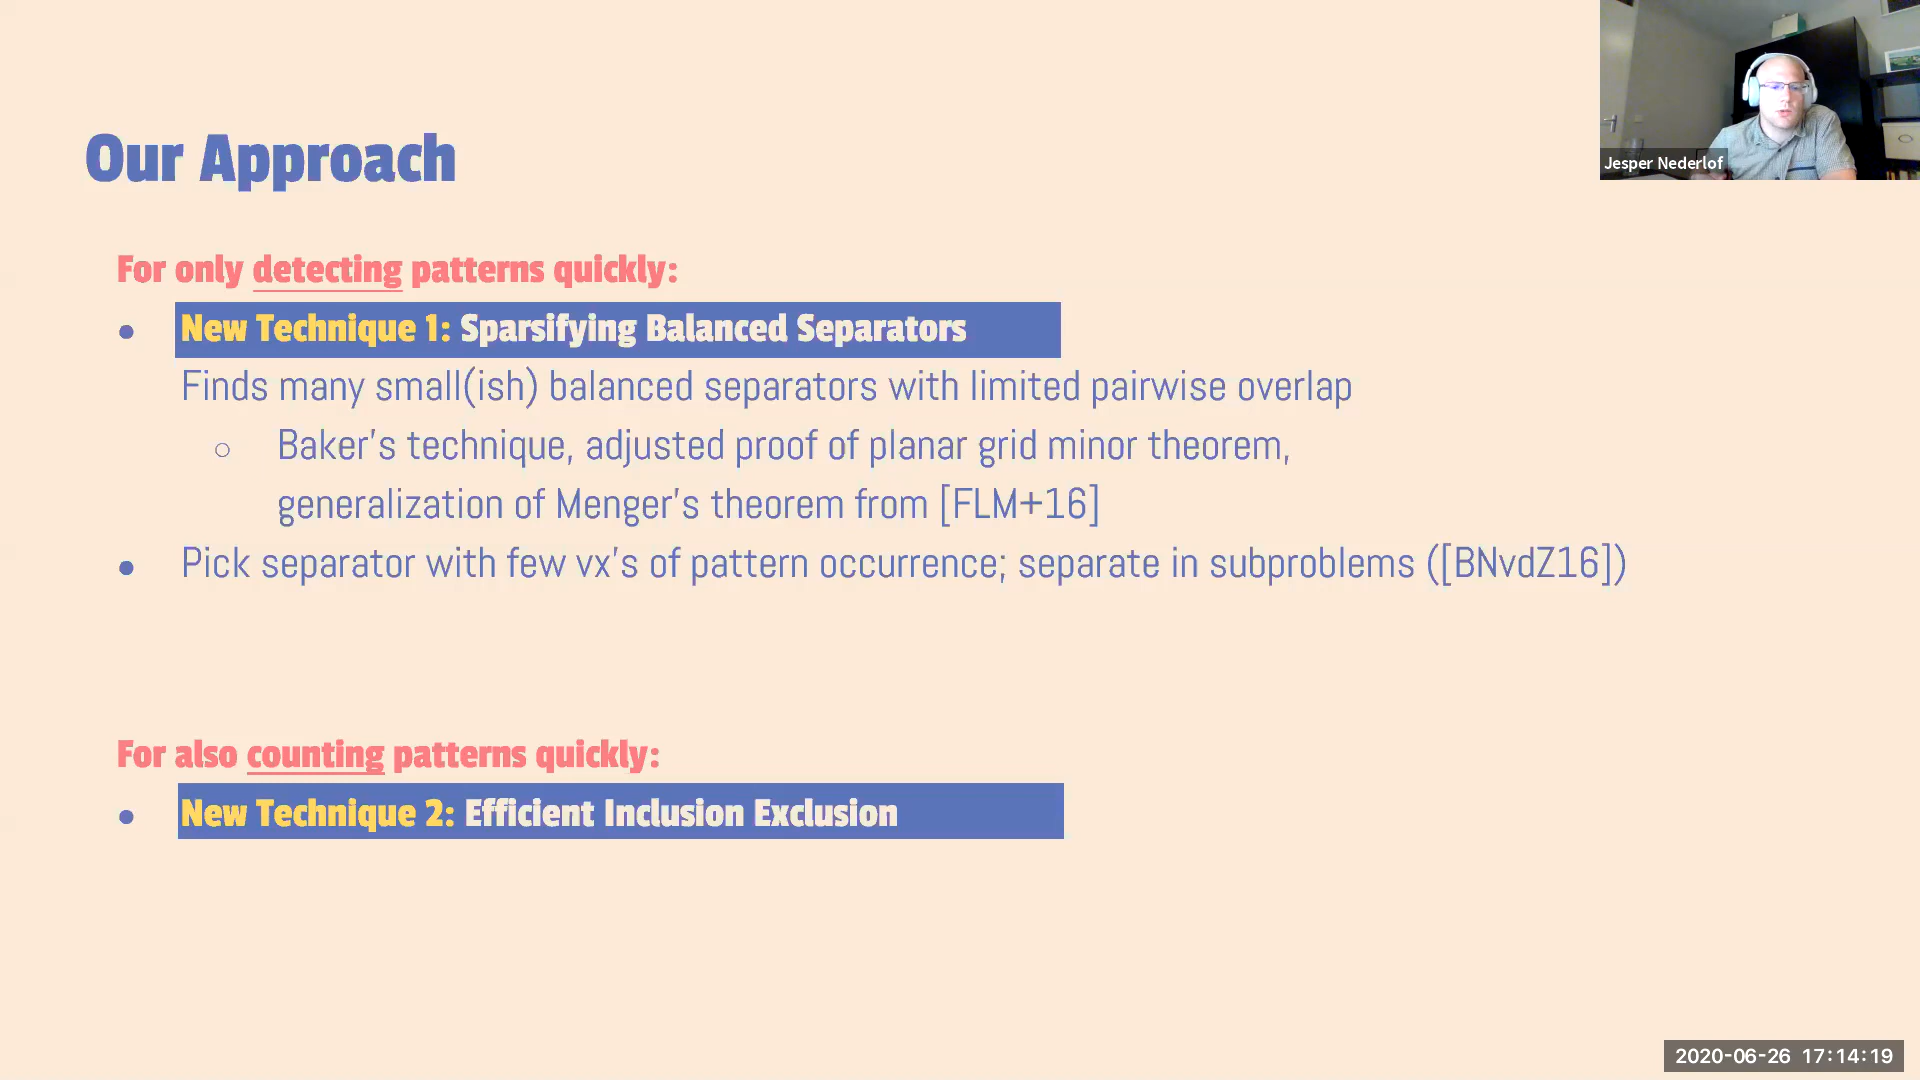 Our Approach
Jesper Nederlof
For only detecting patterns quickly:
● New Technique 1: Sparsifying Balanced Separators
Finds many small(ish) balanced separators with limited pairwise overlap
○ Baker's technique, adjusted proof of planar grid minor theorem,
generalization of Menger's theorem from [FLM+16]
● Pick separator with few vx's of pattern occurrence; separate in subproblems ([BNvdZ16])
For also counting patterns quickly:
● New Technique 2: Efficient Inclusion Exclusion
2020-06-26 17:14:19